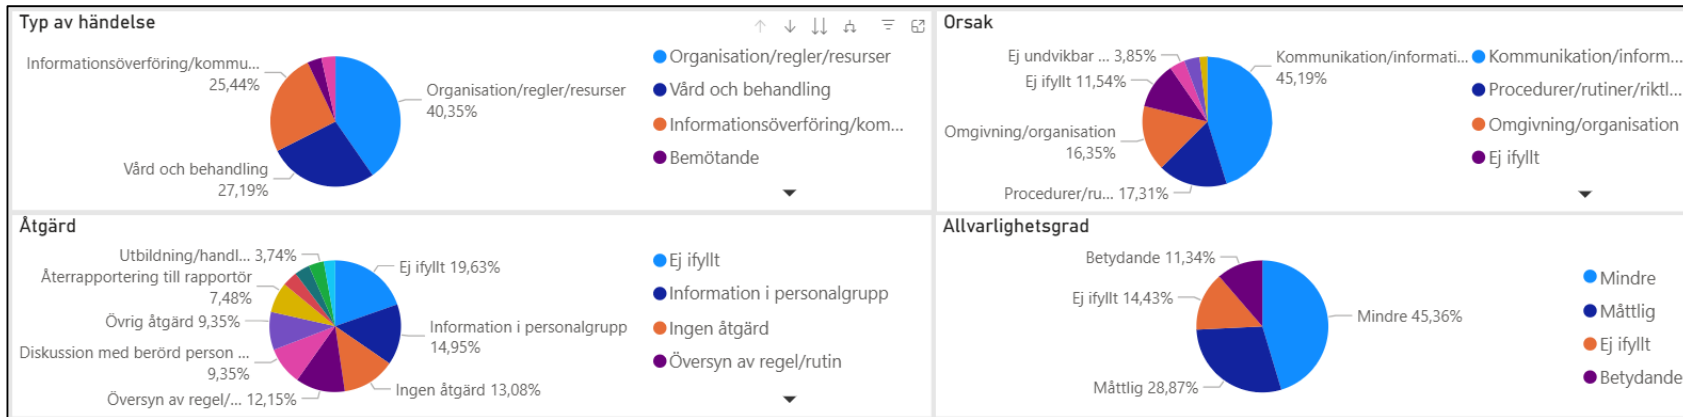 Typ av händelse
Informationsöverföring/kommu...
25,44%
Organisation/regler/resurser
40,35%
Vård och behandling
27,19%
Organisation/regler/resurser
Vård och behandling
Informationsöverföring/kom...
Bemötande
Orsak
Ej undvikbar ... 3,85%
Ej ifyllt 11,54%
Omgivning/organisation
16,35%
Procedurer/ru... 17,31%
Kommunikation/informati...
45,19%
Kommunikation/inform...
Procedurer/rutiner/riktl...
Omgivning/organisation
Ej ifyllt
Åtgärd
Utbildning/handl... 3,74%
Återrapportering till rapportör
7,48%
Övrig åtgärd 9,35%
Diskussion med berörd person ...
9,35%
Översyn av regel/... 12,15%
Ej ifyllt 19,63%
Information i personalgrupp
14,95%
Ingen åtgärd 13,08%
Ej ifyllt
Information i personalgrupp
Ingen åtgärd
Översyn av regel/rutin
Allvarlighetsgrad
Betydande 11,34%
Ej ifyllt 14,43%
Mindre 45,36%
Måttlig 28,87%
Mindre
Måttlig
Ej ifyllt
Betydande